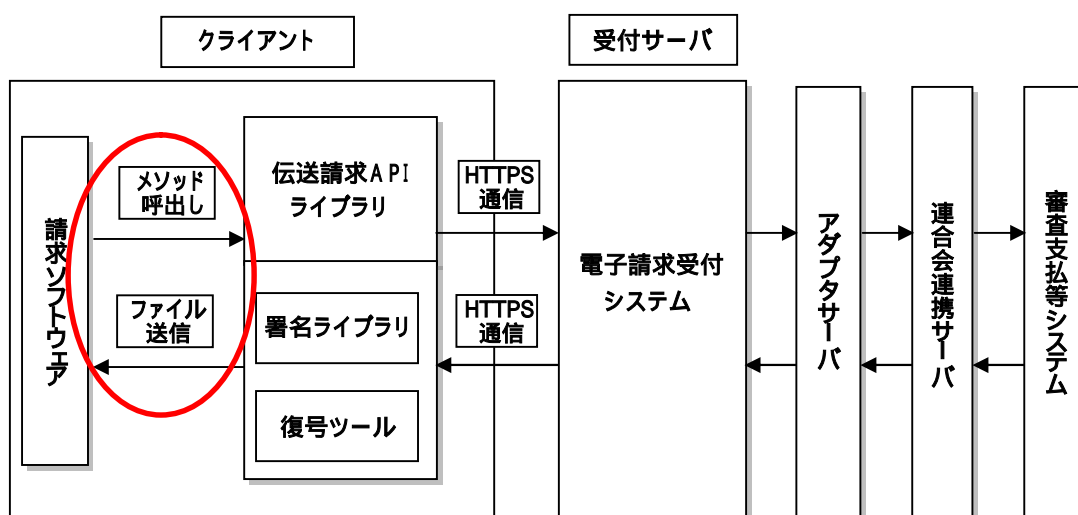 クライアント
受付サーバ
請求ソフトウェア
メソッド
呼出し
ファイル
送信
伝送請求API
ライブラリ
署名ライブラリ
復号ツール
HTTPS
通信
HTTPS
通信
電子請求受付
システム
アダプタサーバ
連合会連携サーバ
審査支払等システム